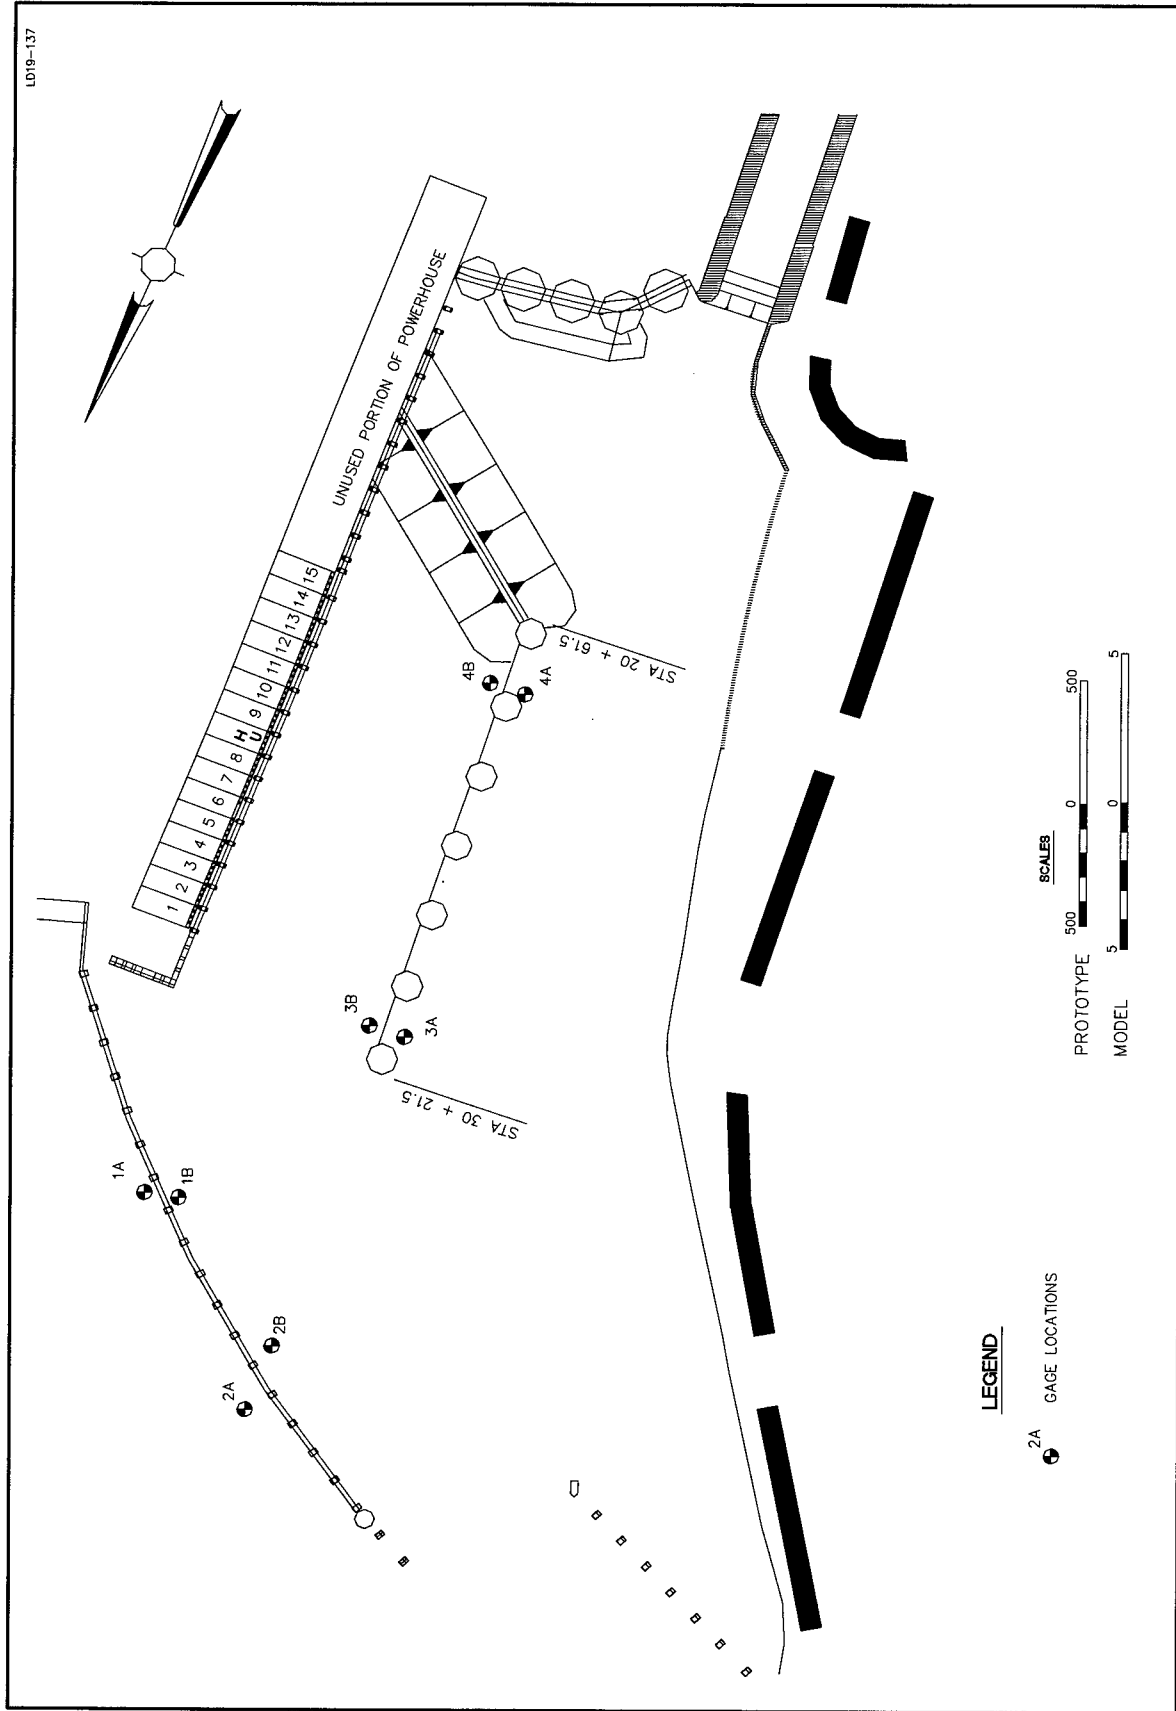 LD19-137
UNUSED PORTION OF POWERHOUSE
1 2 3 4 5 6 7 8 H U 9 10 11 12 13 14 15
4B
4A
STA 20 + 61.5
3B
3A
STA 30 + 21.5
1A
1B
2A
2B
SCALES
PROTOTYPE 500 0 500
MODEL 5 0 5
LEGEND
2A GAGE LOCATIONS